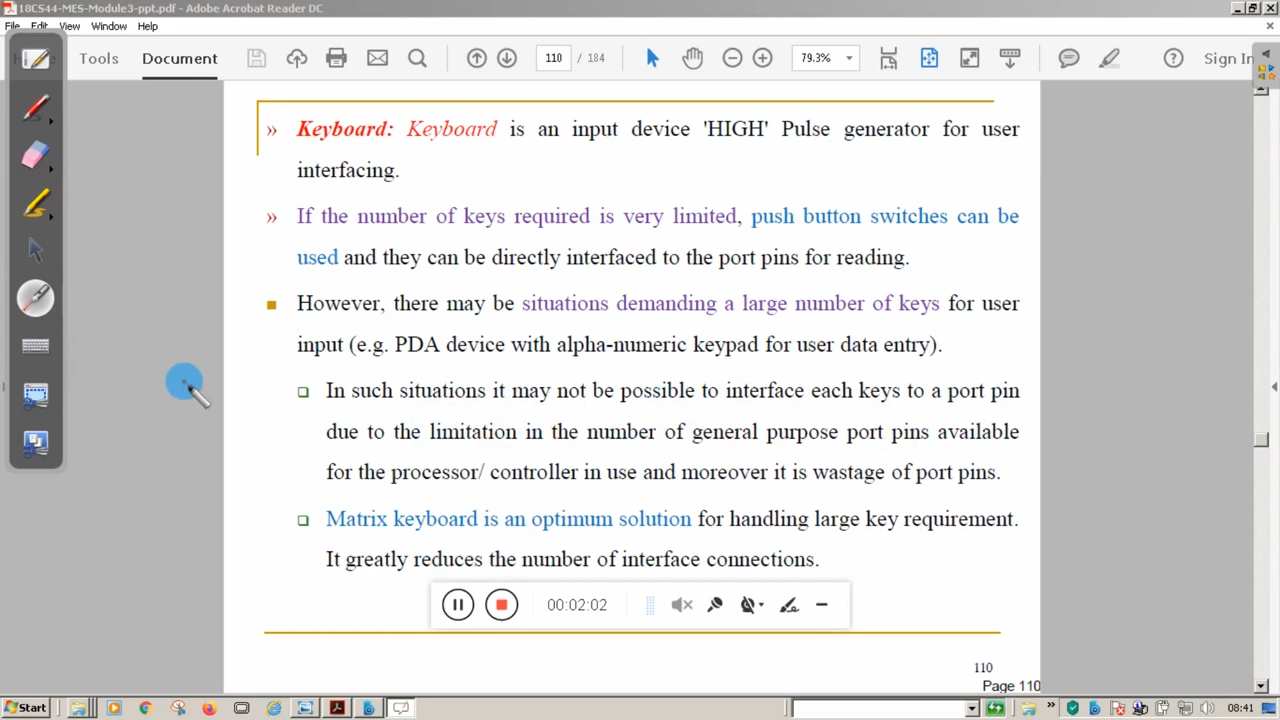 18CS44-MES-Module3-ppt.pdf - Adobe Acrobat Reader DC
File Edit View Window Help
Tools Document 110 / 184 79.3% Sign In
» Keyboard: Keyboard is an input device 'HIGH' Pulse generator for user
interfacing.
» If the number of keys required is very limited, push button switches can be
used and they can be directly interfaced to the port pins for reading.
However, there may be situations demanding a large number of keys for user
input (e.g. PDA device with alpha-numeric keypad for user data entry).
In such situations it may not be possible to interface each keys to a port pin
due to the limitation in the number of general purpose port pins available
for the processor/ controller in use and moreover it is wastage of port pins.
Matrix keyboard is an optimum solution for handling large key requirement.
It greatly reduces the number of interface connections.
00:02:02
110
Page 110
Start 08:41